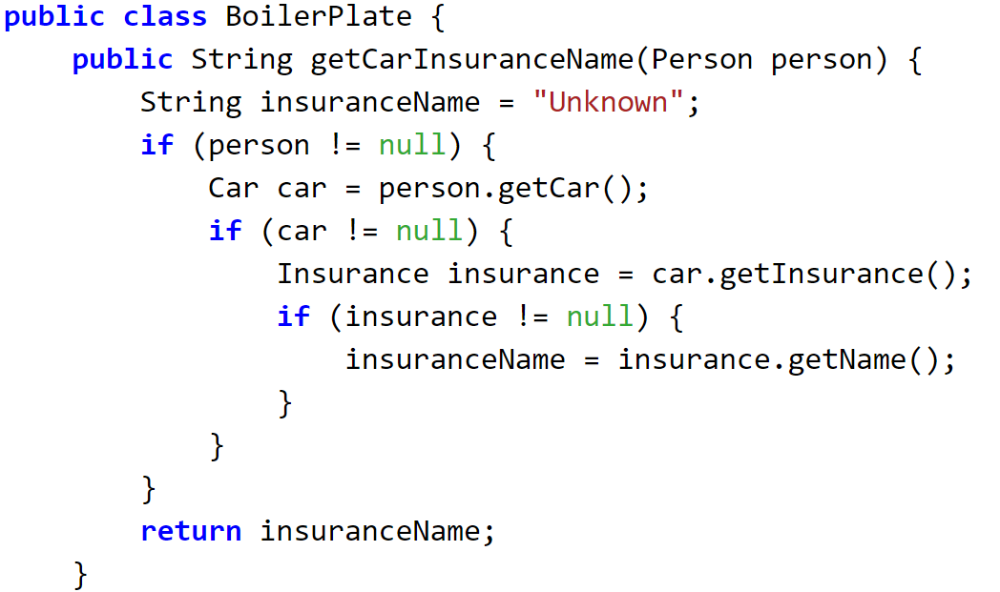 public class BoilerPlate {
    public String getCarInsuranceName(Person person) {
        String insuranceName = "Unknown";
        if (person != null) {
            Car car = person.getCar();
            if (car != null) {
                Insurance insurance = car.getInsurance();
                if (insurance != null) {
                    insuranceName = insurance.getName();
                }
            }
        }
        return insuranceName;
    }